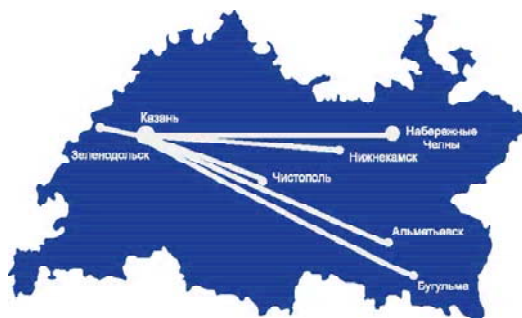 Казань
Зеленодольск
Набережные
Челны
Нижнекамск
Чистополь
Альметьевск
Бугульма